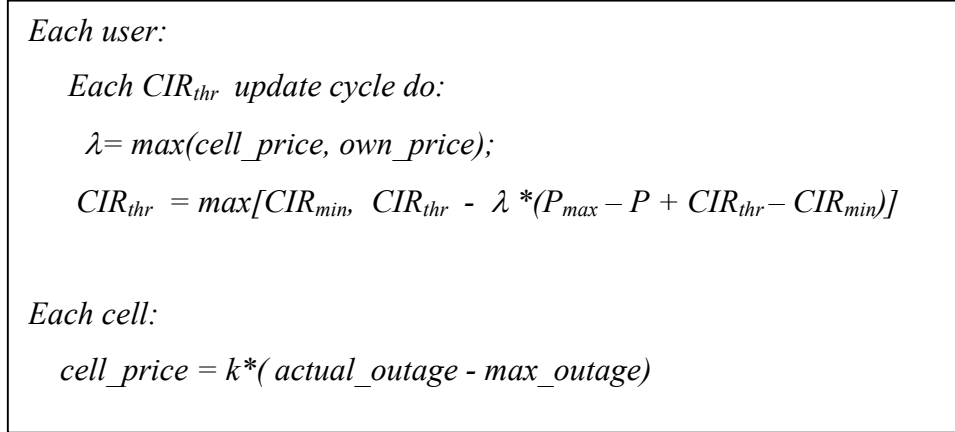 Each user:
Each CIRthr update cycle do:
λ= max(cell_price, own_price);
CIRthr = max[CIRmin, CIRthr - λ *(Pmax – P + CIRthr – CIRmin)]
Each cell:
cell_price = k*( actual_outage - max_outage)